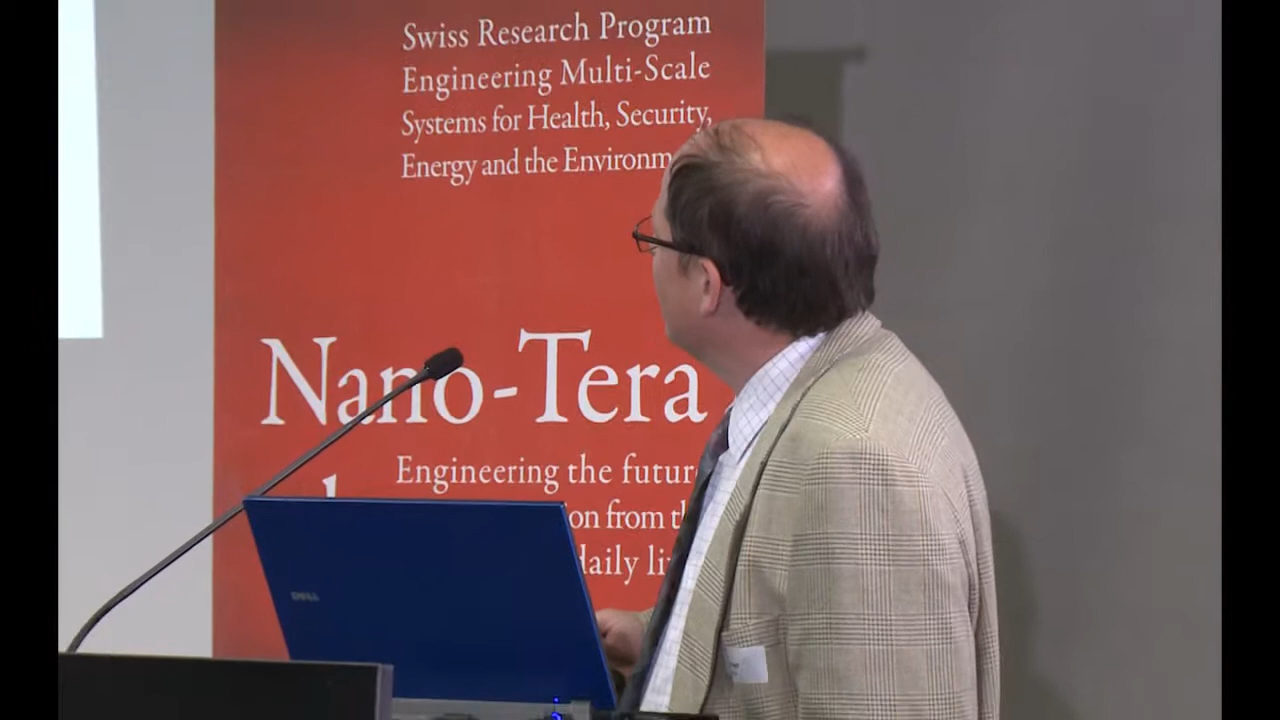 Swiss Research Program
Engineering Multi-Scale
Systems for Health, Security,
Energy and the Environm
Nano-Tera
Engineering the futur
on from th
daily li
DELL